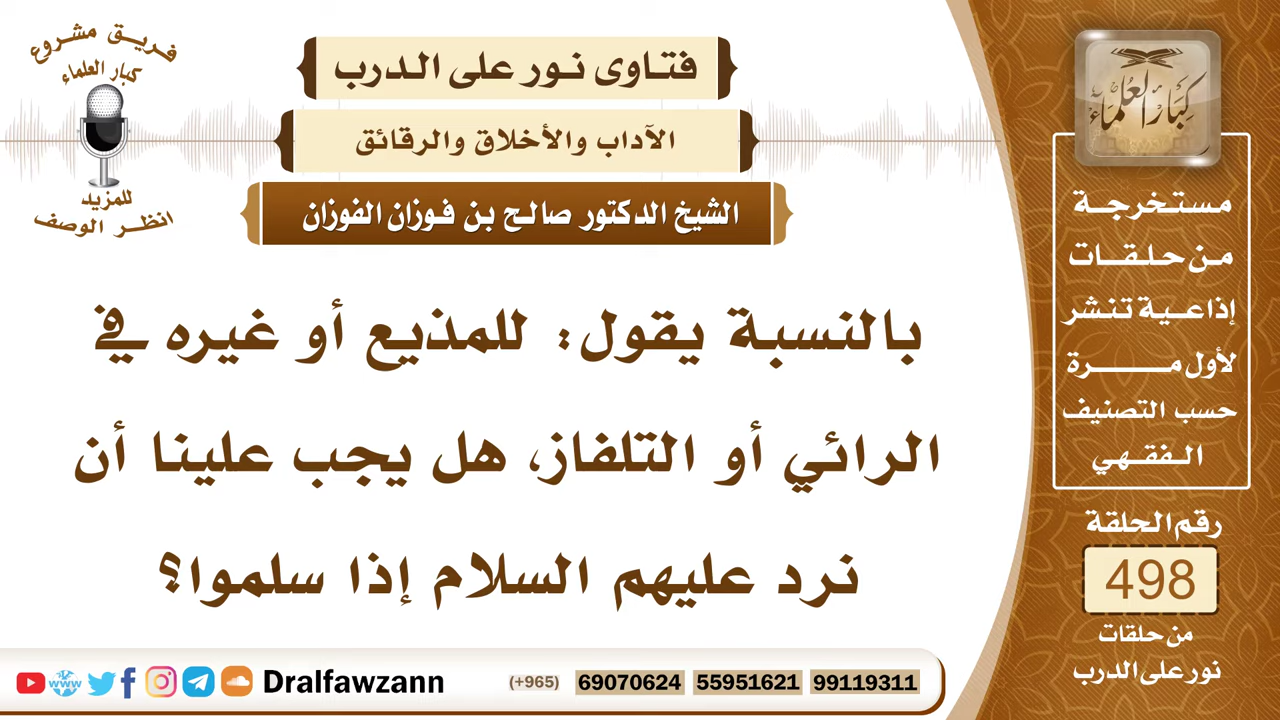 فريق مشروع
كبار العلماء
للمزيد
انظر الوصف
فتاوى نور على الدرب
الآداب والأخلاق والرقائق
الشيخ الدكتور صالح بن فوزان الفوزان
بالنسبة يقول: للمذيع أو غيره في
الرائي أو التلفاز، هل يجب علينا أن
نرد عليهم السلام إذا سلموا؟
كبار العلماء
مستخرجة
من حلقات
إذاعية تنشر
لأول مرة
حسب التصنيف
الفقهي
رقم الحلقة
498
من حلقات
نور على الدرب
www Dralfawzann (+965) 69070624 55951621 99119311